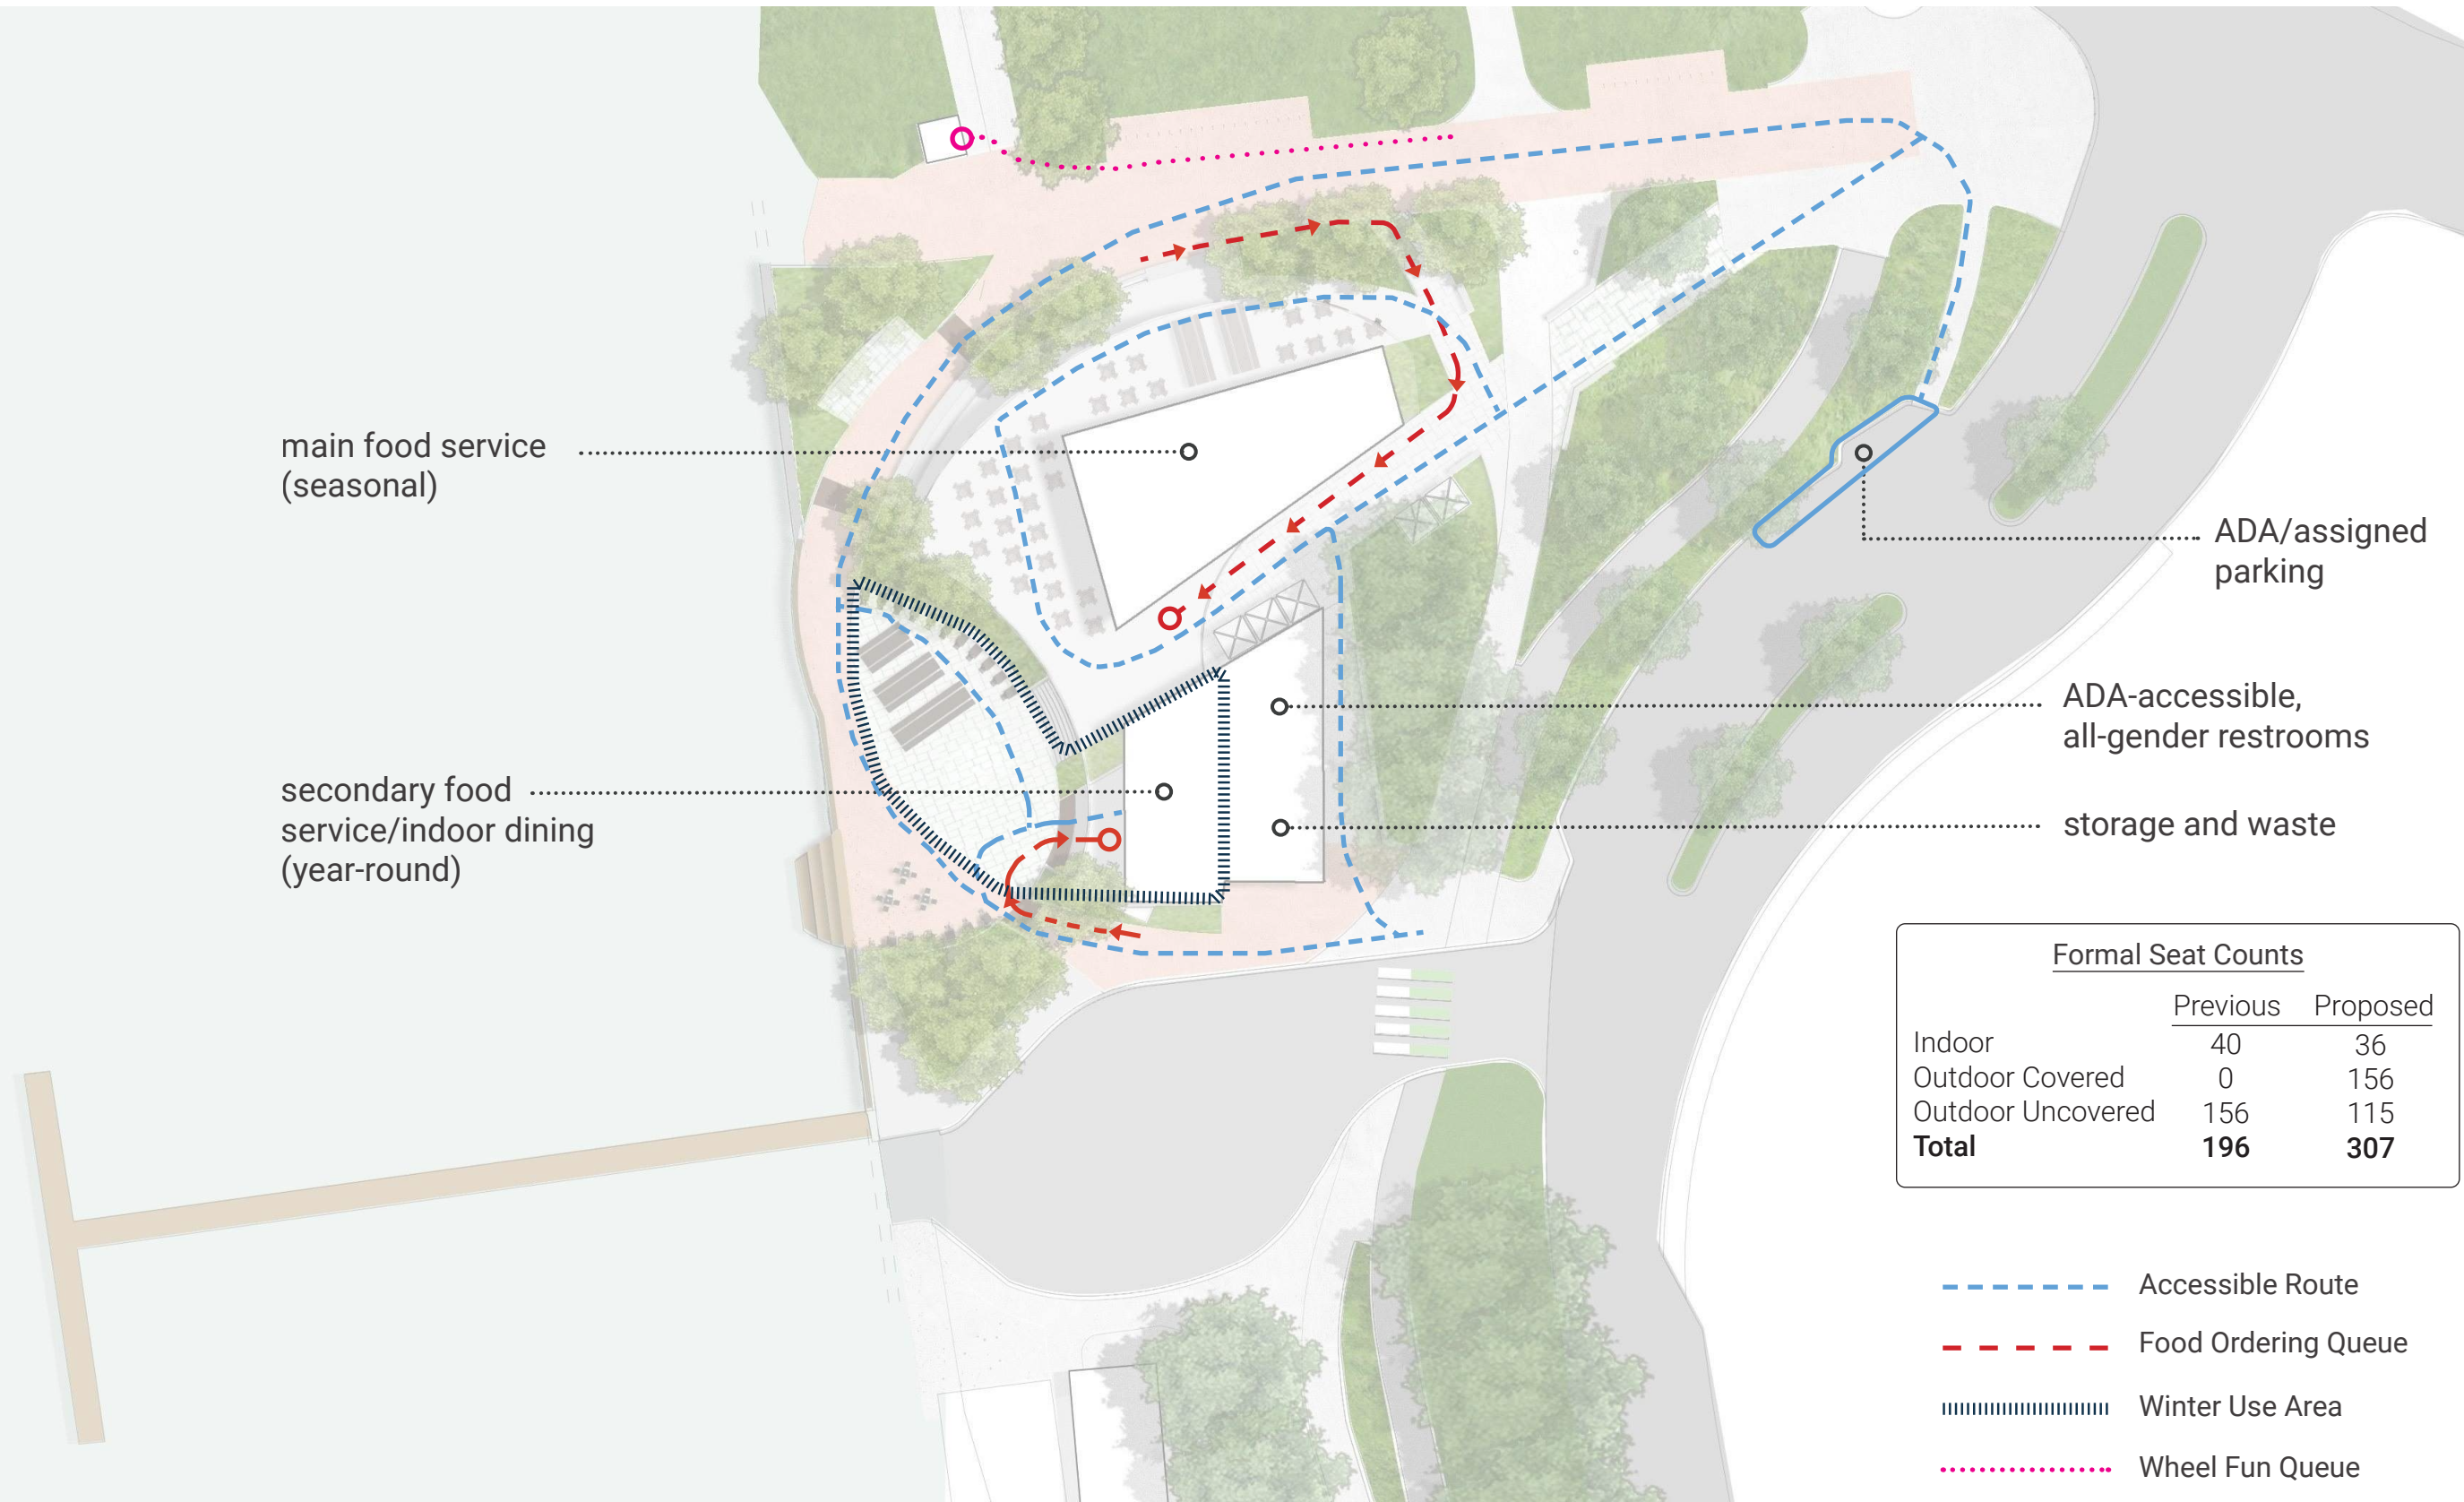 main food service
(seasonal)
secondary food
service/indoor dining
(year-round)
ADA/assigned
parking
ADA-accessible,
all-gender restrooms
storage and waste
Formal Seat Counts
Previous Proposed
Indoor 40 36
Outdoor Covered 0 156
Outdoor Uncovered 156 115
Total 196 307
Accessible Route
Food Ordering Queue
Winter Use Area
Wheel Fun Queue